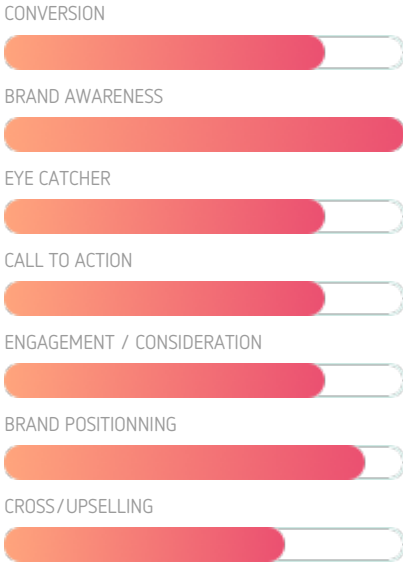 CONVERSION
BRAND AWARENESS
EYE CATCHER
CALL TO ACTION
ENGAGEMENT / CONSIDERATION
BRAND POSITIONNING
CROSS/UPSELLING